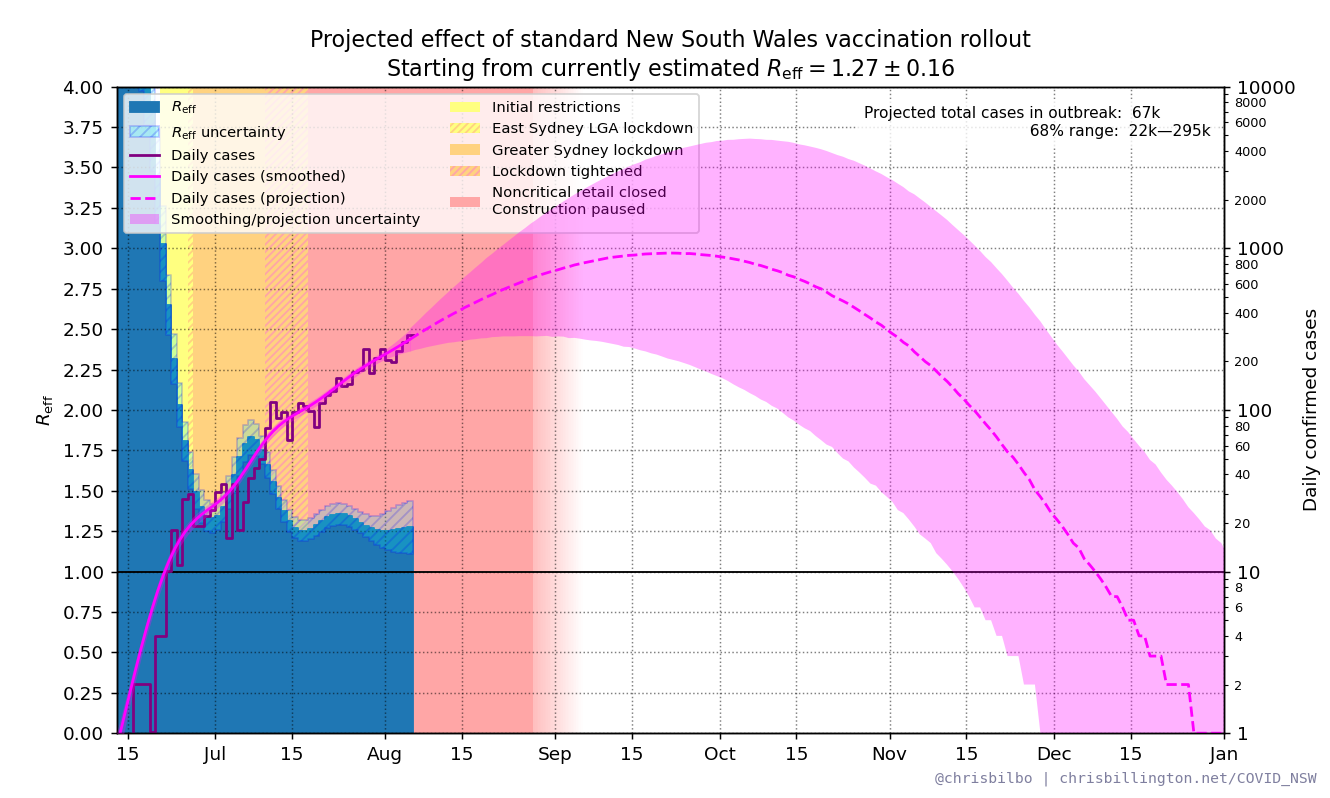 Projected effect of standard New South Wales vaccination rollout
Starting from currently estimated R_eff = 1.27 ± 0.16
R_eff
R_eff uncertainty
Daily cases
Daily cases (smoothed)
Daily cases (projection)
Smoothing/projection uncertainty
Initial restrictions
East Sydney LGA lockdown
Greater Sydney lockdown
Lockdown tightened
Noncritical retail closed
Construction paused
Projected total cases in outbreak: 67k
68% range: 22k—295k
R_eff
4.00
3.75
3.50
3.25
3.00
2.75
2.50
2.25
2.00
1.75
1.50
1.25
1.00
0.75
0.50
0.25
0.00
10000
8000
6000
4000
2000
1000
800
600
400
200
100
80
60
40
20
10
8
6
4
2
1
Daily confirmed cases
15 Jul 15 Aug 15 Sep 15 Oct 15 Nov 15 Dec 15 Jan
@chrisbilbo | chrisbillington.net/COVID_NSW